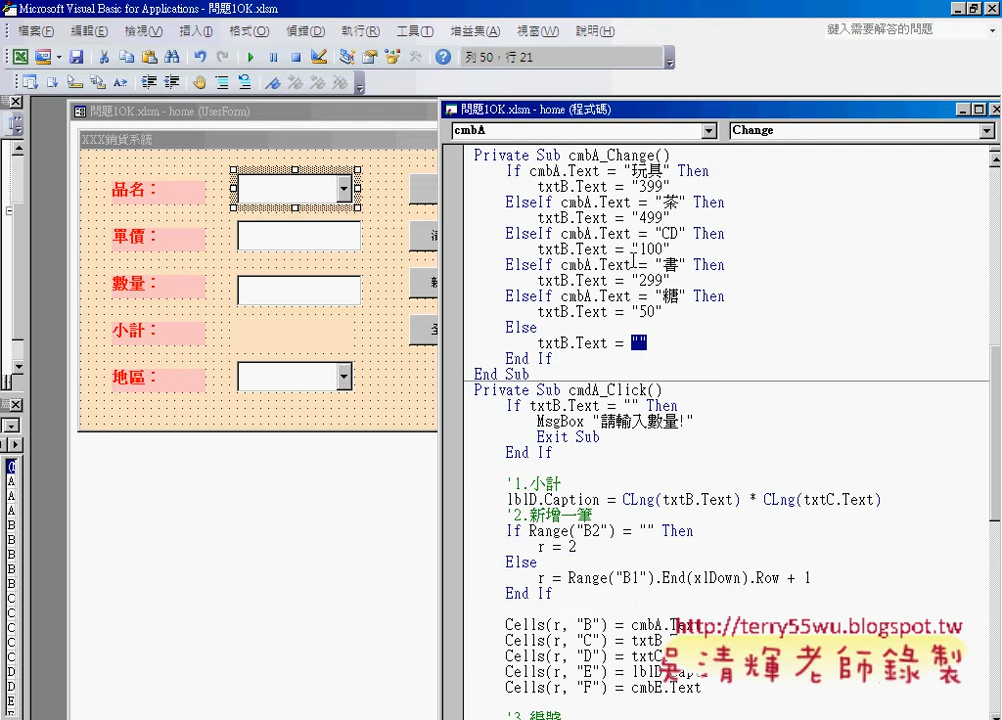 Microsoft Visual Basic for Applications - 問題1OK.xlsm
檔案(F) 編輯(E) 檢視(V) 插入(I) 格式(O) 偵錯(D) 執行(R) 工具(T) 增益集(A) 視窗(W) 說明(H) 鍵入需要解答的問題
列 50，行 21
問題1OK.xlsm - home (UserForm)
XXX銷貨系統
品名：
單價：
數量：
小計：
地區：
問題1OK.xlsm - home (程式碼)
cmbA Change
Private Sub cmbA_Change()
If cmbA.Text = "玩具" Then
txtB.Text = "399"
ElseIf cmbA.Text = "茶" Then
txtB.Text = "499"
ElseIf cmbA.Text = "CD" Then
txtB.Text = "100"
ElseIf cmbA.Text = "書" Then
txtB.Text = "299"
ElseIf cmbA.Text = "糖" Then
txtB.Text = "50"
Else
txtB.Text = ""
End If
End Sub
Private Sub cmdA_Click()
If txtB.Text = "" Then
MsgBox "請輸入數量!"
Exit Sub
End If
'1.小計
lblD.Caption = CLng(txtB.Text) * CLng(txtC.Text)
'2.新增一筆
If Range("B2") = "" Then
r = 2
Else
r = Range("B1").End(xlDown).Row + 1
End If
Cells(r, "B") = cmbA.Text
Cells(r, "C") = txtB
Cells(r, "D") = txtC
Cells(r, "E") = lblD.Capt
Cells(r, "F") = cmbE.Text
http://terry55wu.blogspot.tw
吳清輝老師錄製